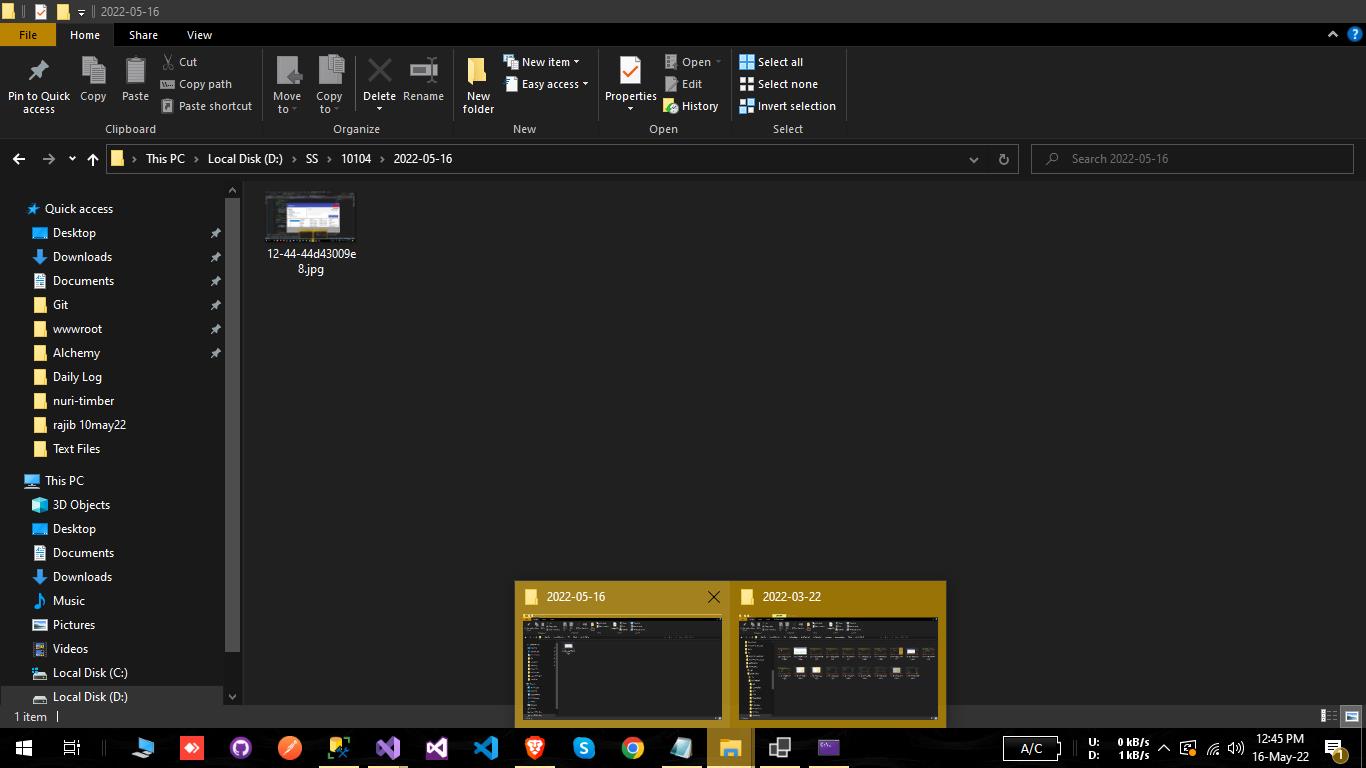 2022-05-16
File Home Share View
Pin to Quick access
Copy
Paste
Cut
Copy path
Paste shortcut
Clipboard
Move to
Copy to
Delete
Rename
Organize
New folder
New item
Easy access
New
Properties
Open
Edit
History
Open
Select all
Select none
Invert selection
Select
This PC > Local Disk (D:) > SS > 10104 > 2022-05-16
Search 2022-05-16
Quick access
Desktop
Downloads
Documents
Git
wwwroot
Alchemy
Daily Log
nuri-timber
rajib 10may22
Text Files
This PC
3D Objects
Desktop
Documents
Downloads
Music
Pictures
Videos
Local Disk (C:)
Local Disk (D:)
12-44-44d43009e
8.jpg
2022-05-16
2022-03-22
1 item
A/C
U: 0 kB/s
D: 1 kB/s
12:45 PM
16-May-22
1